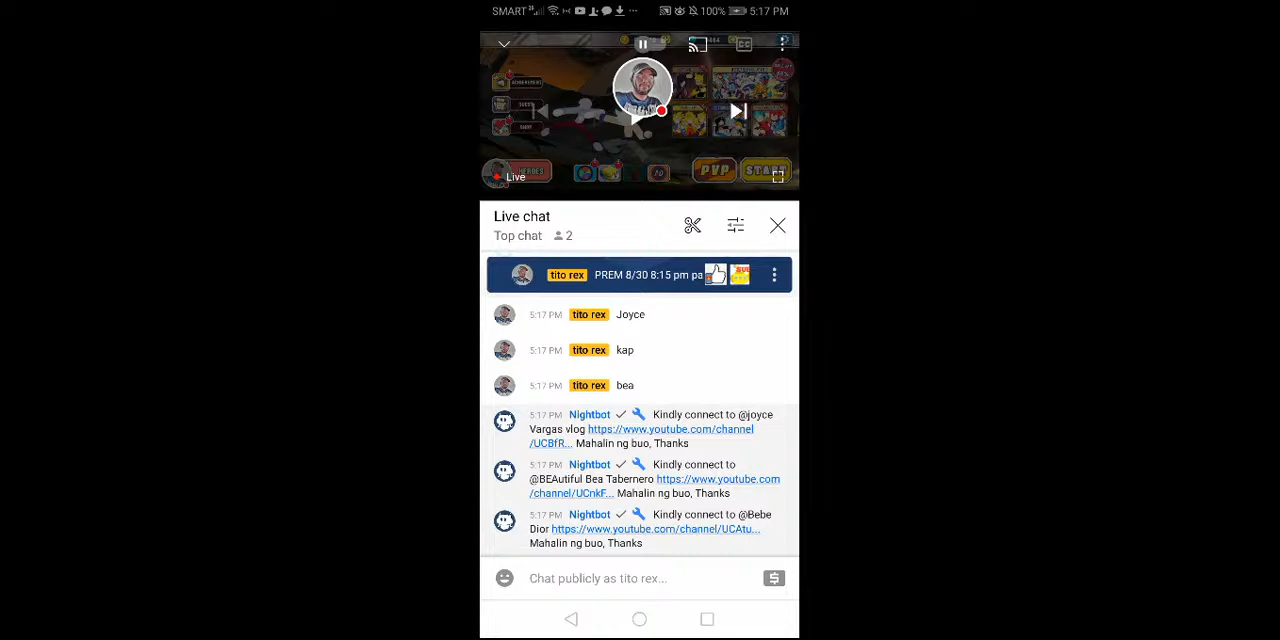 SMART 100% 5:17 PM
CC
ACHIEVEMENT
SHOP
HEROES
AD
PVP
START
Live
Live chat
Top chat 2
tito rex PREM 8/30 8:15 pm pa
5:17 PM tito rex Joyce
5:17 PM tito rex kap
5:17 PM tito rex bea
5:17 PM Nightbot Kindly connect to @joyce
Vargas vlog https://www.youtube.com/channel
/UCBfR... Mahalin ng buo, Thanks
5:17 PM Nightbot Kindly connect to
@BEAutiful Bea Tabernero https://www.youtube.com
/channel/UCnkF... Mahalin ng buo, Thanks
5:17 PM Nightbot Kindly connect to @Bebe
Dior https://www.youtube.com/channel/UCAtu...
Mahalin ng buo, Thanks
Chat publicly as tito rex...